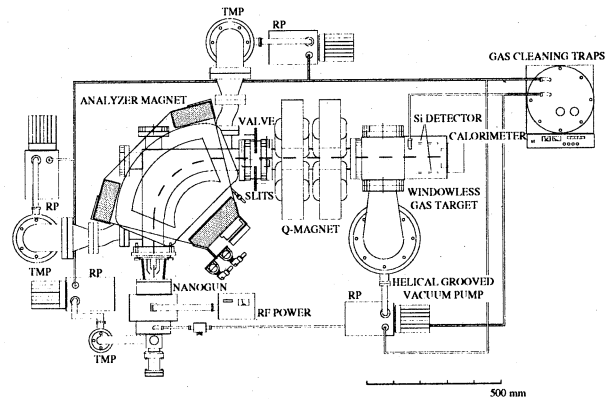 TMP
RP
GAS CLEANING TRAPS
ANALYZER MAGNET
VALVE
Si DETECTOR
CALORIMETER
SLITS
WINDOWLESS
GAS TARGET
Q-MAGNET
RP
TMP
RP
NANOGUN
HELICAL GROOVED
VACUUM PUMP
RP
RF POWER
TMP
500 mm